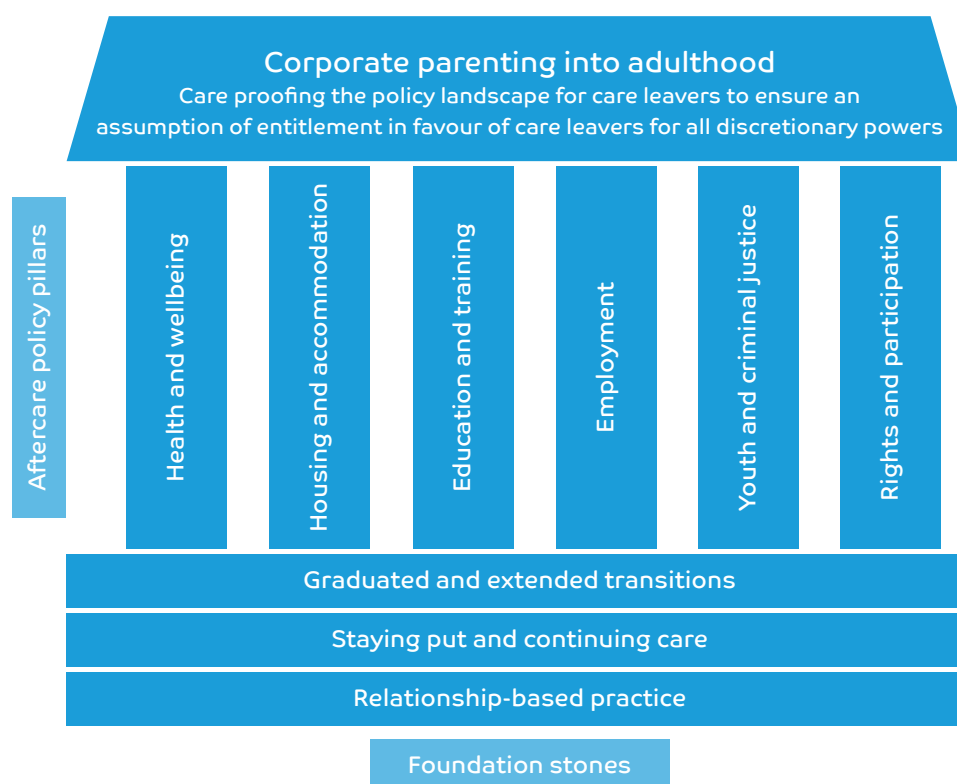 Corporate parenting into adulthood
Care proofing the policy landscape for care leavers to ensure an
assumption of entitlement in favour of care leavers for all discretionary powers
Aftercare policy pillars
Health and wellbeing
Housing and accommodation
Education and training
Employment
Youth and criminal justice
Rights and participation
Graduated and extended transitions
Staying put and continuing care
Relationship-based practice
Foundation stones